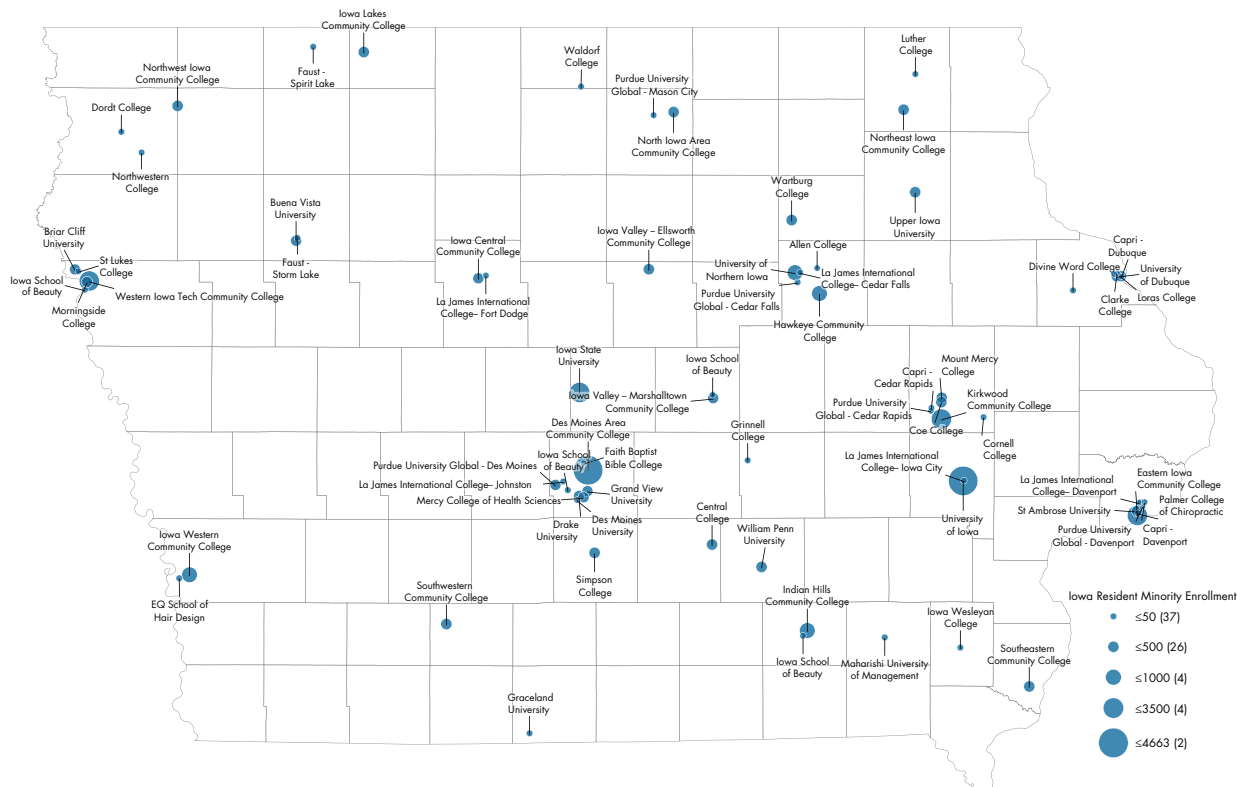 Iowa Lakes
Community College
Faust -
Spirit Lake
Northwest Iowa
Community College
Dordt College
Northwestern
College
Waldorf
College
Purdue University
Global - Mason City
North Iowa Area
Community College
Luther
College
Northeast Iowa
Community College
Wartburg
College
Upper Iowa
University
Buena Vista
University
Faust -
Storm Lake
Briar Cliff
University
St Lukes
College
Iowa School
of Beauty
Western Iowa Tech Community College
Morningside
College
Iowa Central
Community College
La James International
College– Fort Dodge
Iowa Valley – Ellsworth
Community College
Allen College
University of
Northern Iowa
La James International
College– Cedar Falls
Purdue University
Global - Cedar Falls
Hawkeye Community
College
Capri -
Dubuque
Divine Word College
University
of Dubuque
Clarke
College
Loras College
Iowa State
University
Iowa School
of Beauty
Iowa Valley – Marshalltown
Community College
Mount Mercy
College
Capri -
Cedar Rapids
Kirkwood
Community College
Purdue University
Global - Cedar Rapids
Coe College
Cornell
College
Grinnell
College
Des Moines Area
Community College
Iowa School
of Beauty
Faith Baptist
Bible College
Purdue University Global - Des Moines
La James International College– Johnston
Mercy College of Health Sciences
Grand View
University
Drake
University
Des Moines
University
La James International
College– Iowa City
University
of Iowa
Eastern Iowa
Community College
La James International
College– Davenport
Palmer College
of Chiropractic
St Ambrose University
Purdue University
Global - Davenport
Capri -
Davenport
Central
College
William Penn
University
Simpson
College
Iowa Western
Community College
EQ School of
Hair Design
Southwestern
Community College
Indian Hills
Community College
Iowa School
of Beauty
Maharishi University
of Management
Iowa Wesleyan
College
Southeastern
Community College
Graceland
University
Iowa Resident Minority Enrollment
≤50 (37)
≤500 (26)
≤1000 (4)
≤3500 (4)
≤4663 (2)